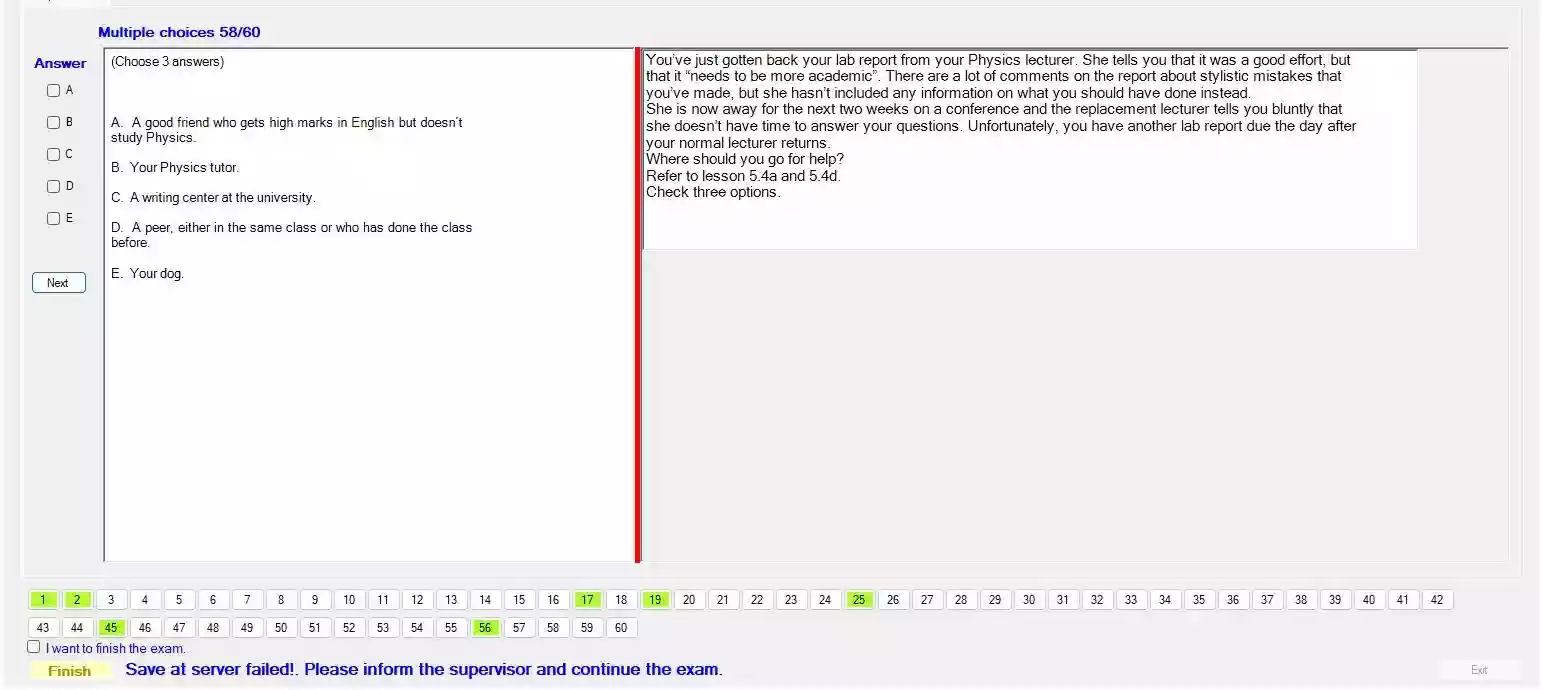 Multiple choices 58/60
Answer
A
B
C
D
E
Next
(Choose 3 answers)
A. A good friend who gets high marks in English but doesn't
study Physics.
B. Your Physics tutor.
C. A writing center at the university.
D. A peer, either in the same class or who has done the class
before.
E. Your dog.
You've just gotten back your lab report from your Physics lecturer. She tells you that it was a good effort, but
that it “needs to be more academic”. There are a lot of comments on the report about stylistic mistakes that
you've made, but she hasn't included any information on what you should have done instead.
She is now away for the next two weeks on a conference and the replacement lecturer tells you bluntly that
she doesn't have time to answer your questions. Unfortunately, you have another lab report due the day after
your normal lecturer returns.
Where should you go for help?
Refer to lesson 5.4a and 5.4d.
Check three options.
1 2 3 4 5 6 7 8 9 10 11 12 13 14 15 16 17 18 19 20 21 22 23 24 25 26 27 28 29 30 31 32 33 34 35 36 37 38 39 40 41 42
43 44 45 46 47 48 49 50 51 52 53 54 55 56 57 58 59 60
I want to finish the exam.
Finish Save at server failed!. Please inform the supervisor and continue the exam. Exit